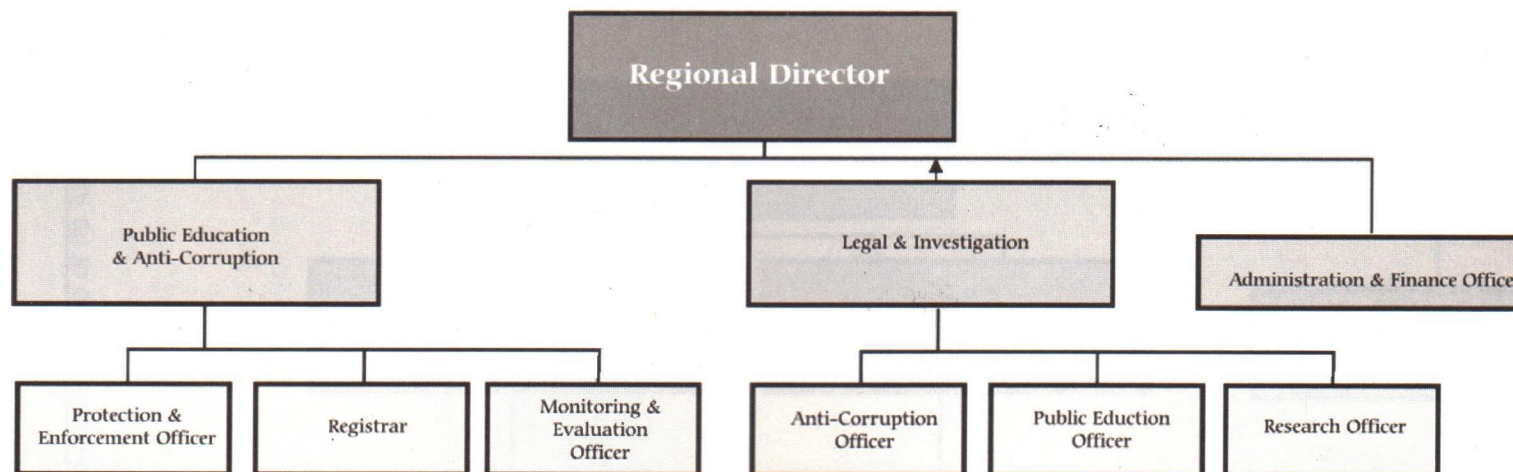 Regional Director
Public Education
& Anti-Corruption
Legal & Investigation
Administration & Finance Office
Protection &
Enforcement Officer
Registrar
Monitoring &
Evaluation
Officer
Anti-Corruption
Officer
Public Eduction
Officer
Research Officer